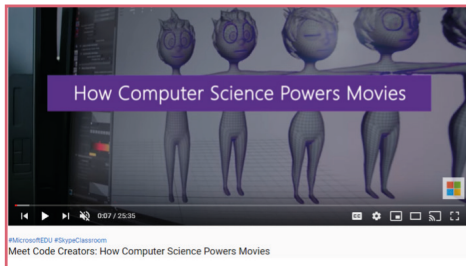 How Computer Science Powers Movies
0:07 / 25:35
CC
#MicrosoftEDU #SkypeClassroom
Meet Code Creators: How Computer Science Powers Movies